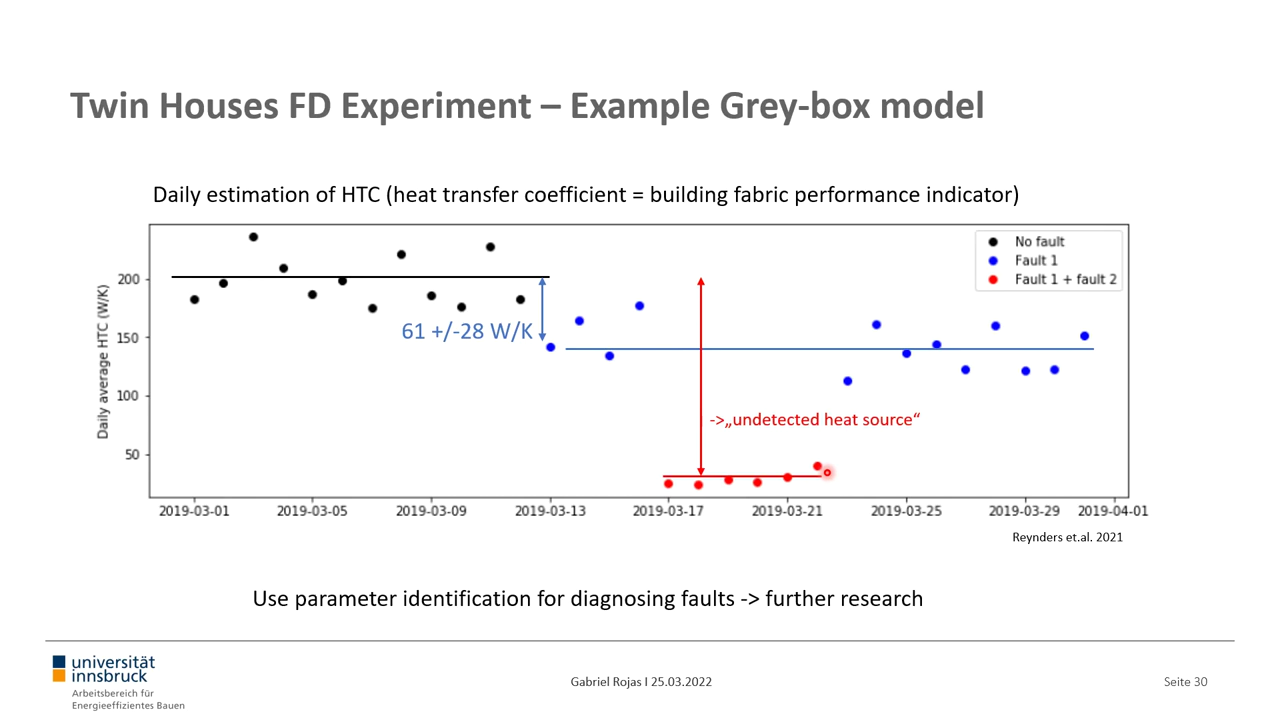 Twin Houses FD Experiment – Example Grey-box model
Daily estimation of HTC (heat transfer coefficient = building fabric performance indicator)
Daily average HTC (W/K)
200
150
100
50
No fault
Fault 1
Fault 1 + fault 2
61 +/-28 W/K
->„undetected heat source“
2019-03-01 2019-03-05 2019-03-09 2019-03-13 2019-03-17 2019-03-21 2019-03-25 2019-03-29 2019-04-01
Reynders et.al. 2021
Use parameter identification for diagnosing faults -> further research
universität
innsbruck
Arbeitsbereich für
Energieeffizientes Bauen
Gabriel Rojas I 25.03.2022
Seite 30